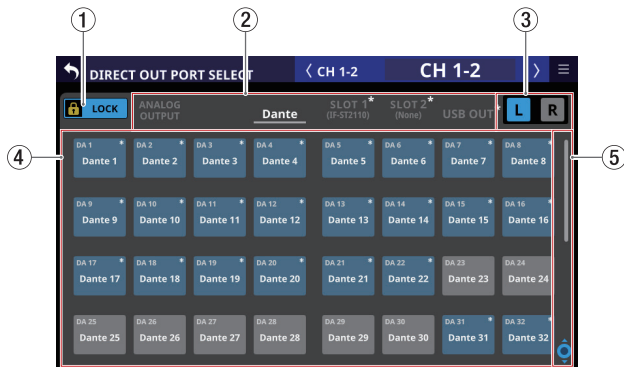 1 2 3
DIRECT OUT PORT SELECT 〈 CH 1-2 CH 1-2 〉 ≡
LOCK ANALOG OUTPUT Dante SLOT 1* (IF-ST2110) SLOT 2* (None) USB OUT* L R
4 5
DA 1 * DA 2 * DA 3 * DA 4 * DA 5 * DA 6 * DA 7 * DA 8 *
Dante 1 Dante 2 Dante 3 Dante 4 Dante 5 Dante 6 Dante 7 Dante 8
DA 9 * DA 10 * DA 11 * DA 12 * DA 13 * DA 14 * DA 15 * DA 16 *
Dante 9 Dante 10 Dante 11 Dante 12 Dante 13 Dante 14 Dante 15 Dante 16
DA 17 * DA 18 * DA 19 * DA 20 * DA 21 * DA 22 * DA 23 DA 24
Dante 17 Dante 18 Dante 19 Dante 20 Dante 21 Dante 22 Dante 23 Dante 24
DA 25 DA 26 DA 27 DA 28 DA 29 DA 30 DA 31 * DA 32 *
Dante 25 Dante 26 Dante 27 Dante 28 Dante 29 Dante 30 Dante 31 Dante 32